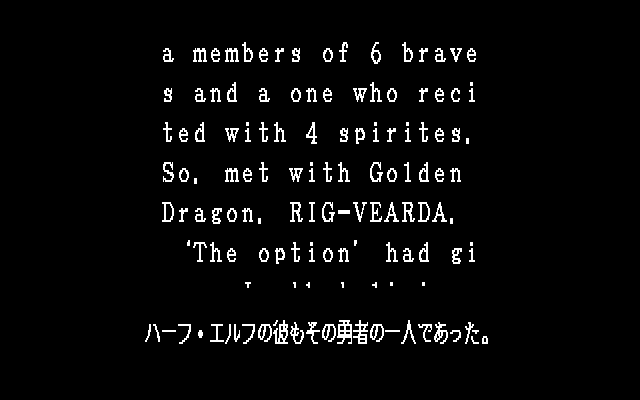 a members of 6 brave
s and a one who reci
ted with 4 spirites.
So, met with Golden
Dragon, RIG-VEARDA,
'The option' had gi
ハーフ・エルフの彼もその勇者の一人であった。